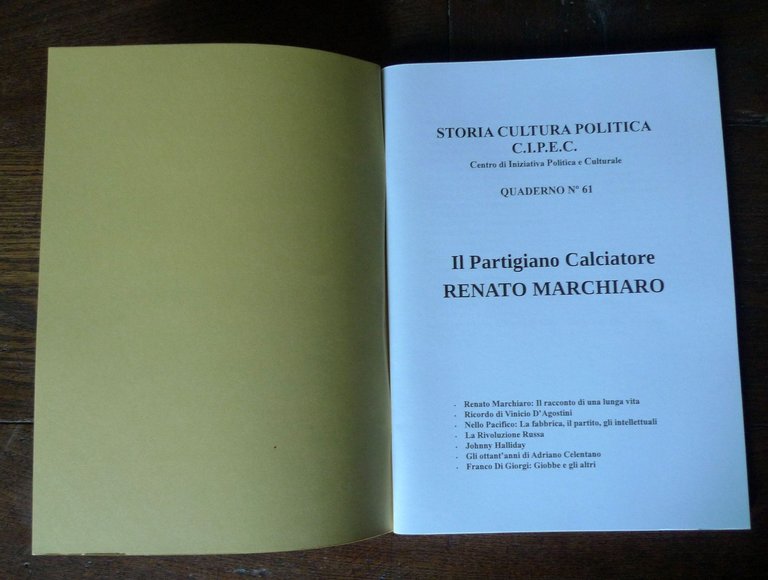 STORIA CULTURA POLITICA
C.I.P.E.C.
Centro di Iniziativa Politica e Culturale
QUADERNO N° 61
Il Partigiano Calciatore
RENATO MARCHIARO
- Renato Marchiaro: Il racconto di una lunga vita
- Ricordo di Vinicio D'Agostini
- Nello Pacifico: La fabbrica, il partito, gli intellettuali
- La Rivoluzione Russa
- Johnny Halliday
- Gli ottant'anni di Adriano Celentano
- Franco Di Giorgi: Giobbe e gli altri